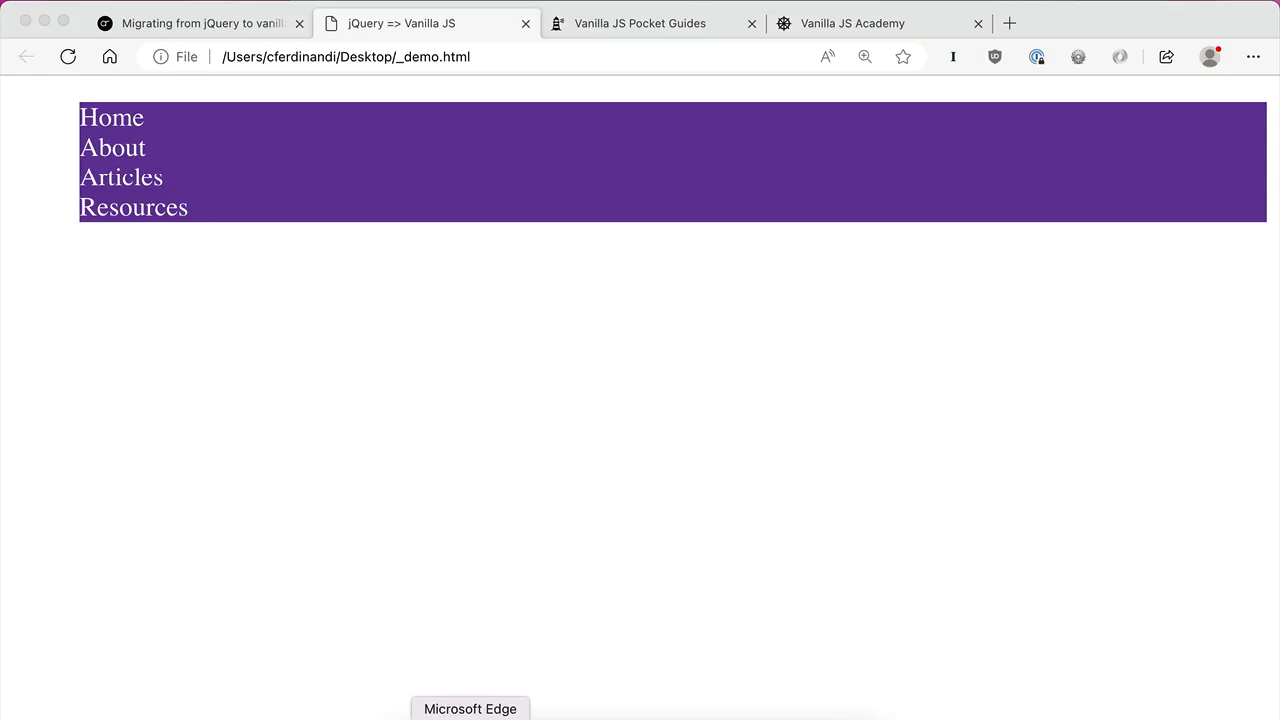 Migrating from jQuery to vanill
jQuery => Vanilla JS
Vanilla JS Pocket Guides
Vanilla JS Academy
File
/Users/cferdinandi/Desktop/_demo.html
Home
About
Articles
Resources
Microsoft Edge